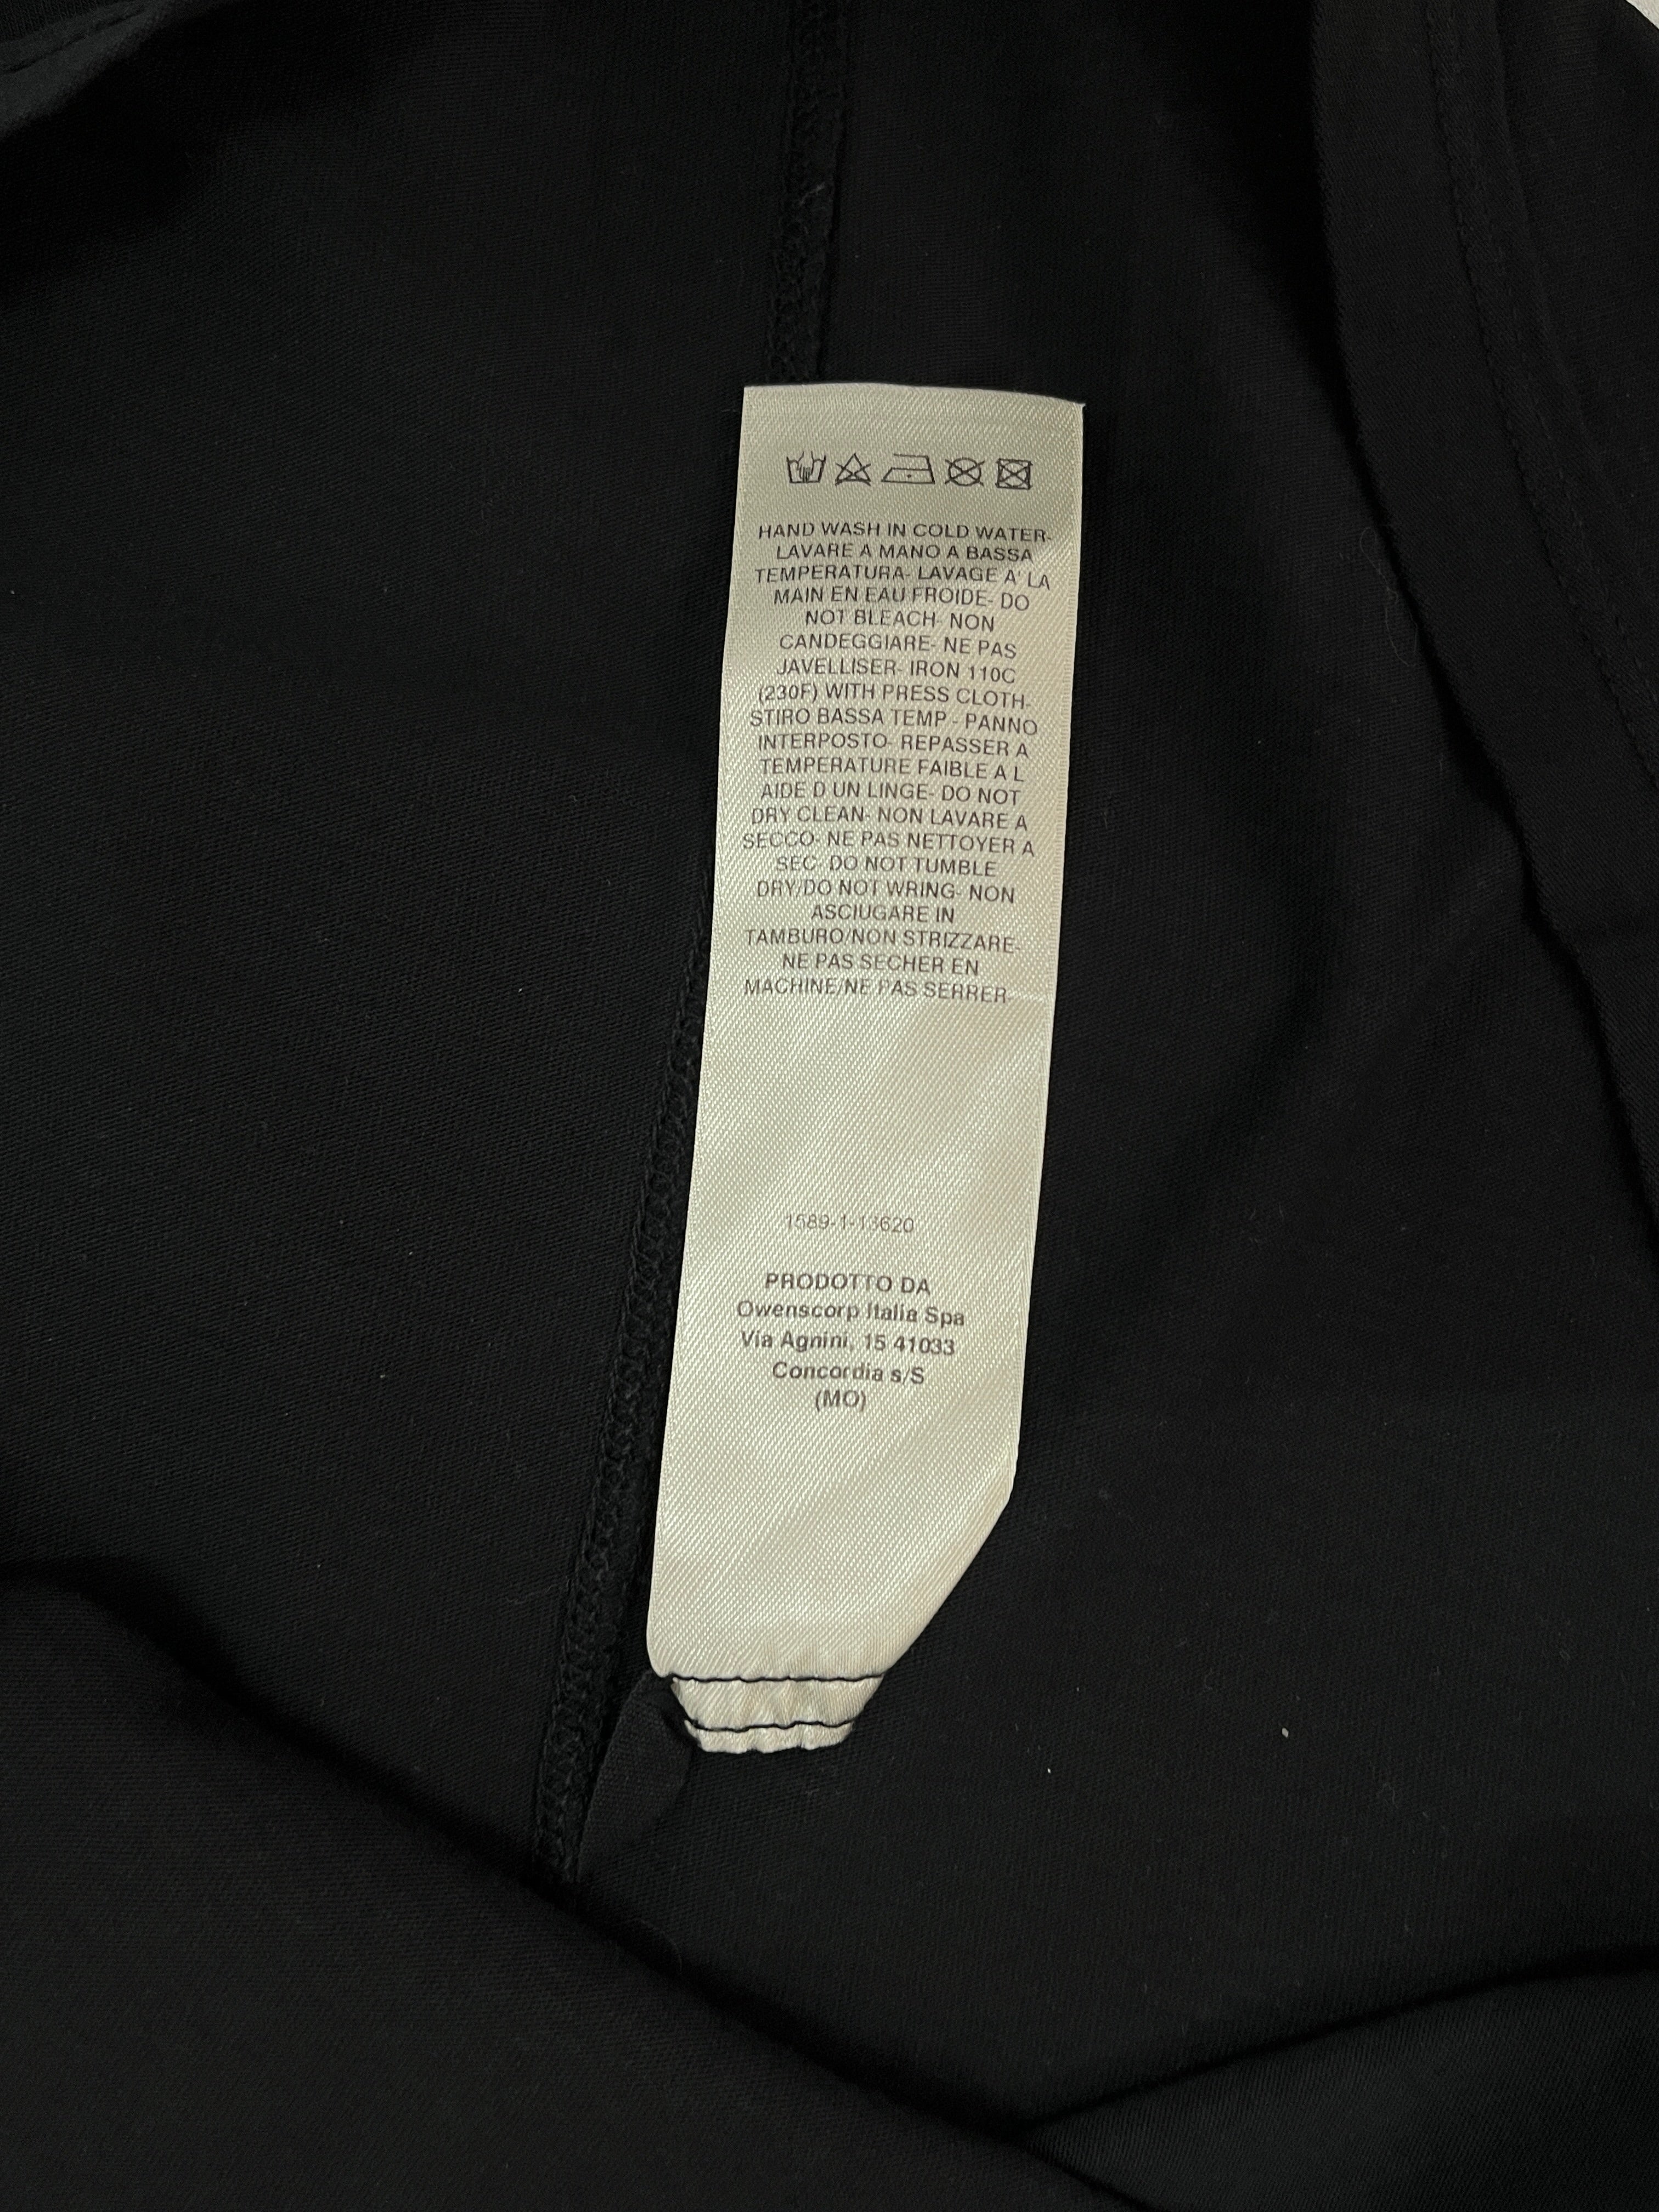 HAND WASH IN COLD WATER-
LAVARE A MANO A BASSA
TEMPERATURA- LAVAGE A' LA
MAIN EN EAU FROIDE- DO
NOT BLEACH- NON
CANDEGGIARE- NE PAS
JAVELLISER- IRON 110C
(230F) WITH PRESS CLOTH-
STIRO BASSA TEMP - PANNO
INTERPOSTO- REPASSER A
TEMPERATURE FAIBLE A L
AIDE D UN LINGE- DO NOT
DRY CLEAN- NON LAVARE A
SECCO- NE PAS NETTOYER A
SEC- DO NOT TUMBLE
DRY/DO NOT WRING- NON
ASCIUGARE IN
TAMBURO/NON STRIZZARE-
NE PAS SECHER EN
MACHINE/NE PAS SERRER-
1589-1-13620
PRODOTTO DA
Owenscorp Italia Spa
Via Agnini, 15 41033
Concordia s/S
(MO)